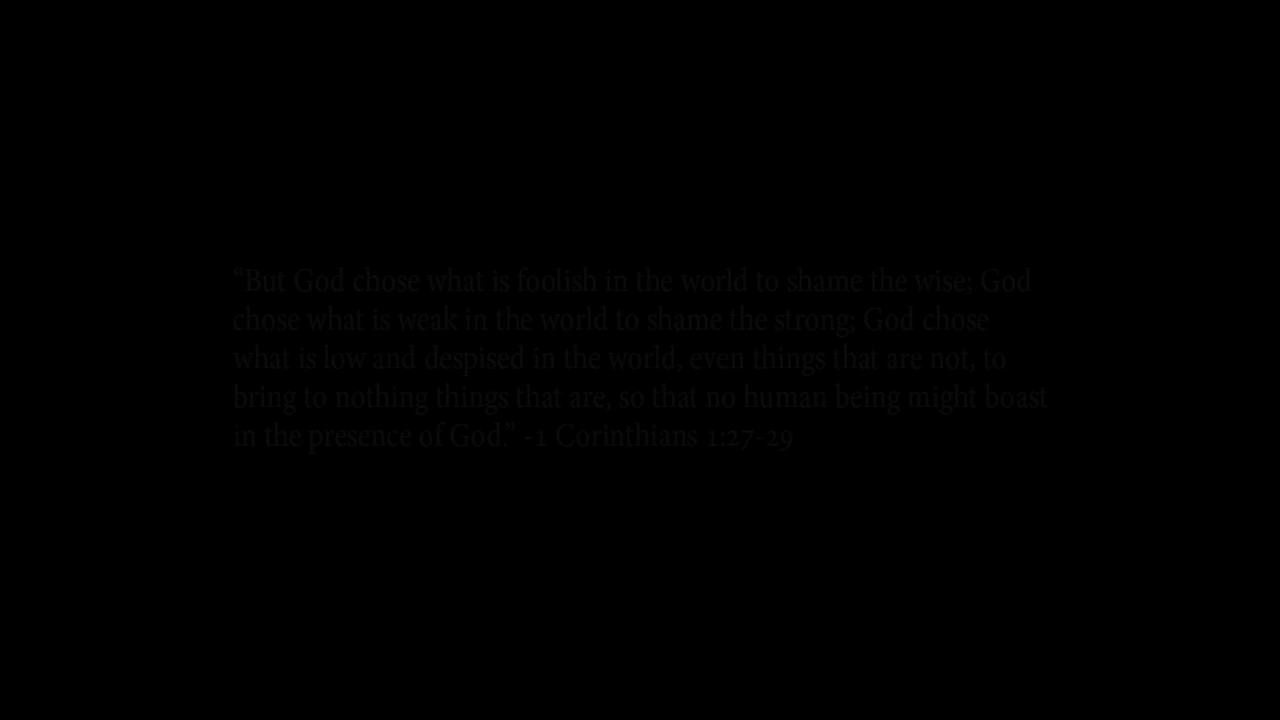 “But God chose what is foolish in the world to shame the wise; God
chose what is weak in the world to shame the strong; God chose
what is low and despised in the world, even things that are not, to
bring to nothing things that are, so that no human being might boast
in the presence of God.” -1 Corinthians 1:27-29